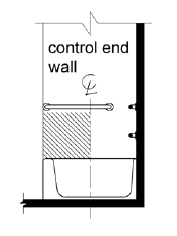 control end
wall
℄